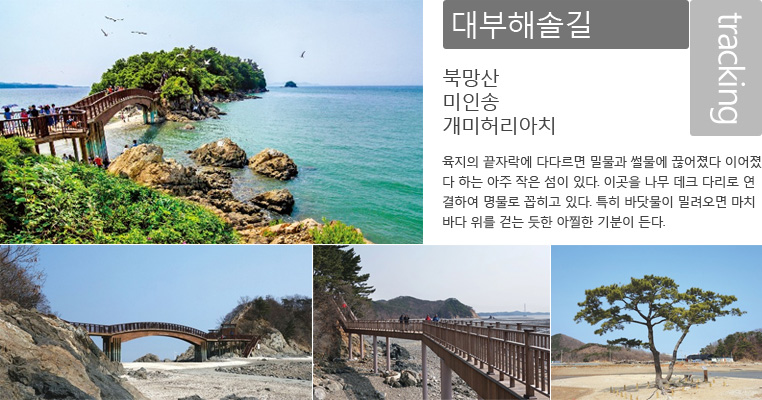 대부해솔길
tracking
북망산
미인송
개미허리아치
육지의 끝자락에 다다르면 밀물과 썰물에 끊어졌다 이어졌
다 하는 아주 작은 섬이 있다. 이곳을 나무 데크 다리로 연
결하여 명물로 꼽히고 있다. 특히 바닷물이 밀려오면 마치
바다 위를 걷는 듯한 아찔한 기분이 든다.